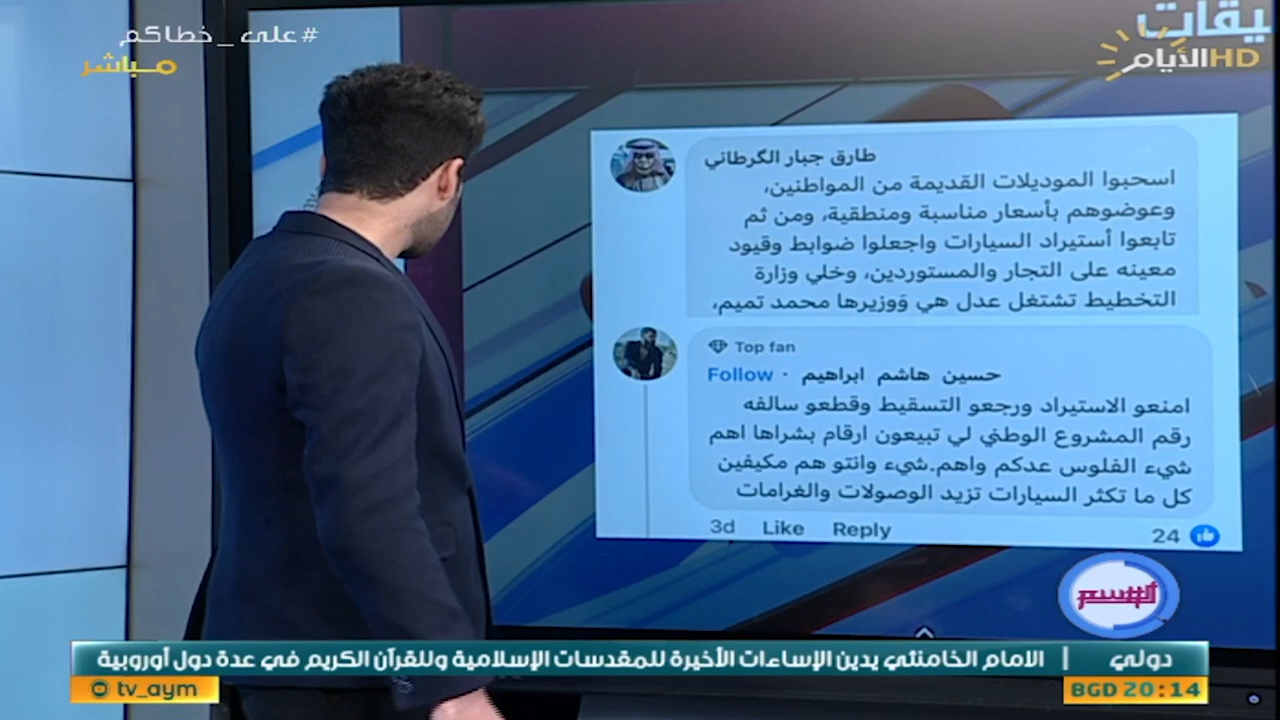 #على_خطاكم
مباشر
يقات
الأيام HD
طارق جبار الگرطاني
اسحبوا الموديلات القديمة من المواطنين،
وعوضوهم بأسعار مناسبة ومنطقية، ومن ثم
تابعوا أستيراد السيارات واجعلوا ضوابط وقيود
معينه على التجار والمستوردين، وخلي وزارة
التخطيط تشتغل عدل هي وَوزيرها محمد تميم،
Top fan
حسين هاشم ابراهيم · Follow
امنعو الاستيراد ورجعو التسقيط وقطعو سالفه
رقم المشروع الوطني لي تبيعون ارقام بشراها اهم
شيء الفلوس عدكم واهم.شيء وانتو هم مكيفين
كل ما تكثر السيارات تزيد الوصولات والغرامات
3d Like Reply 24
دولي | الامام الخامنئي يدين الإساءات الأخيرة للمقدسات الإسلامية وللقرآن الكريم في عدة دول أوروبية
tv_aym
BGD 20:14